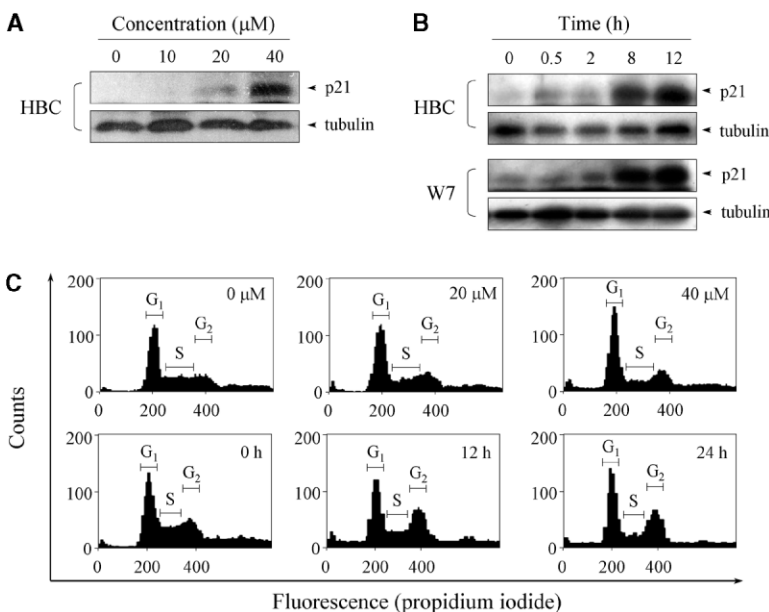 A
Concentration (μM)
0 10 20 40
HBC
p21
tubulin
B
Time (h)
0 0.5 2 8 12
HBC
p21
tubulin
W7
p21
tubulin
C
Counts
200
100
0
0 200 400
G1
S
G2
0 μM
200
100
0
0 200 400
G1
S
G2
20 μM
200
100
0
0 200 400
G1
S
G2
40 μM
200
100
0
0 200 400
G1
S
G2
0 h
200
100
0
0 200 400
G1
S
G2
12 h
200
100
0
0 200 400
G1
S
G2
24 h
Fluorescence (propidium iodide)